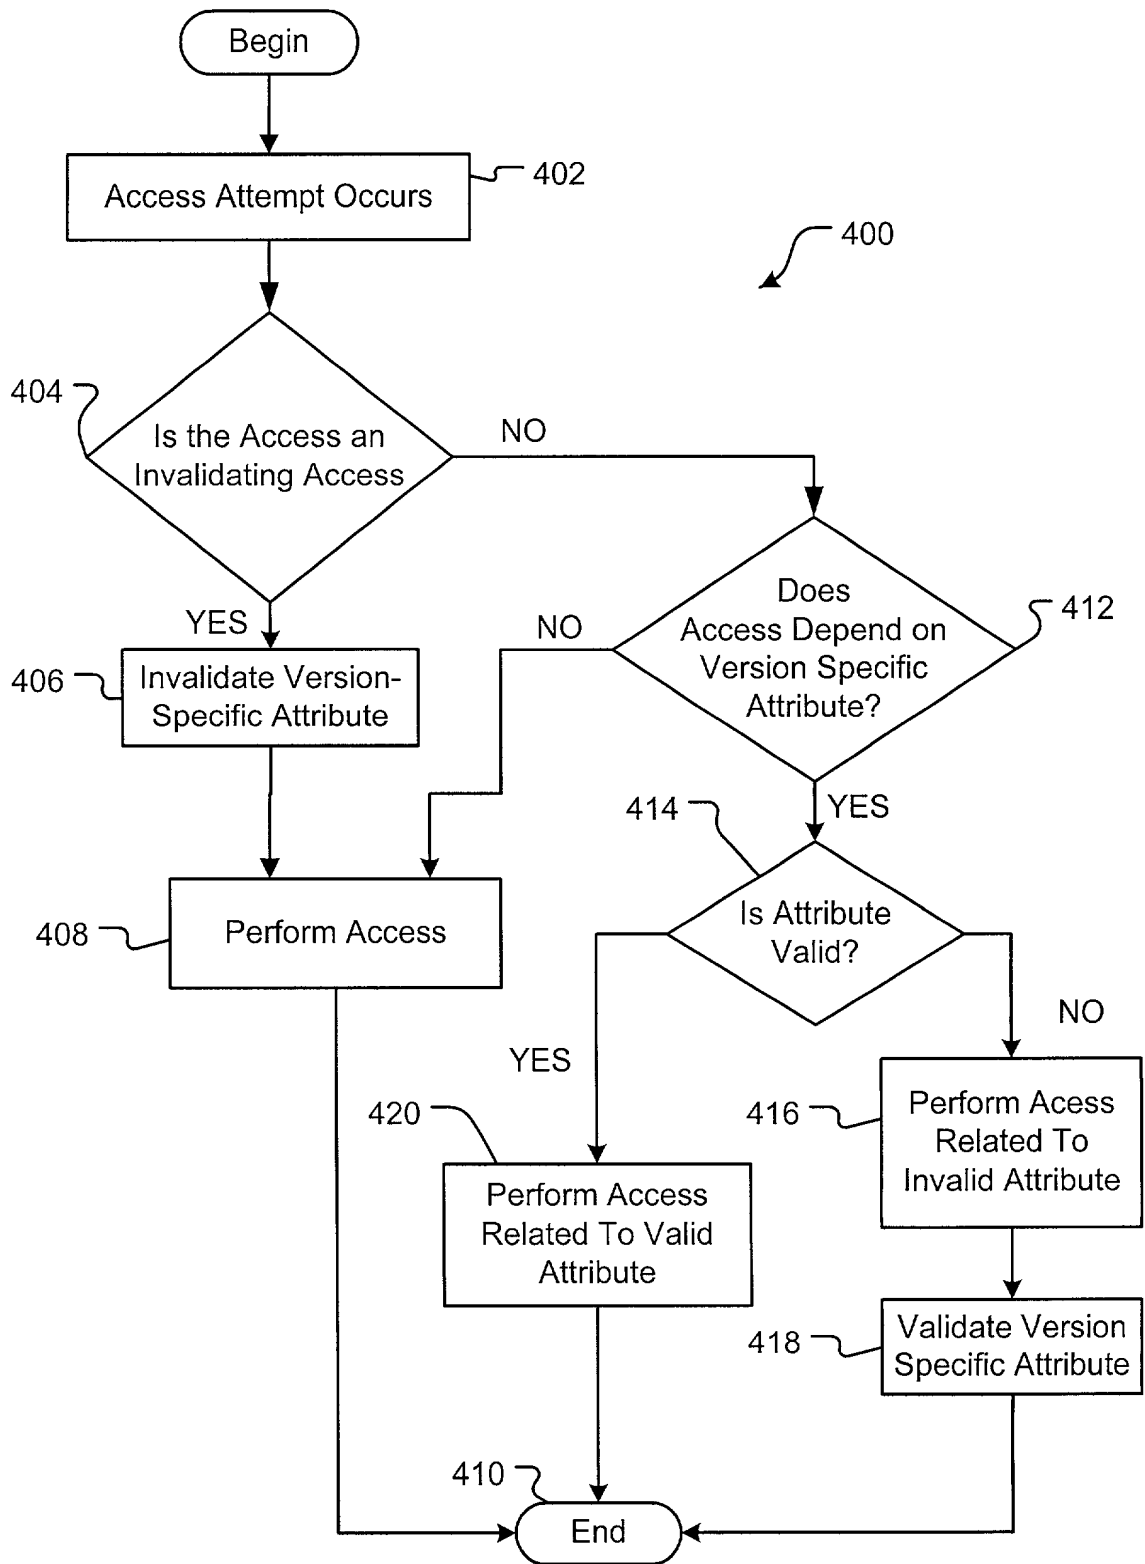 Begin
Access Attempt Occurs
402
400
404
Is the Access an
Invalidating Access
NO
YES
406
Invalidate Version-
Specific Attribute
NO
Does
Access Depend on
Version Specific
Attribute?
412
YES
414
Is Attribute
Valid?
408
Perform Access
YES
NO
420
Perform Access
Related To Valid
Attribute
416
Perform Acess
Related To
Invalid Attribute
418
Validate Version
Specific Attribute
410
End